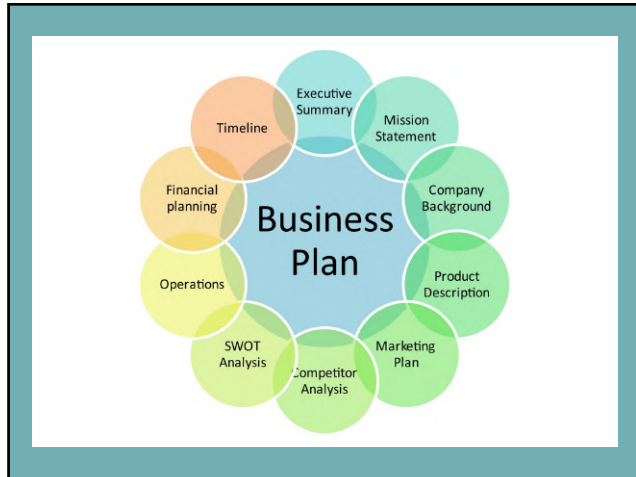 Executive
Summary
Mission
Statement
Company
Background
Product
Description
Marketing
Plan
Competitor
Analysis
SWOT
Analysis
Operations
Financial
planning
Timeline
Business
Plan